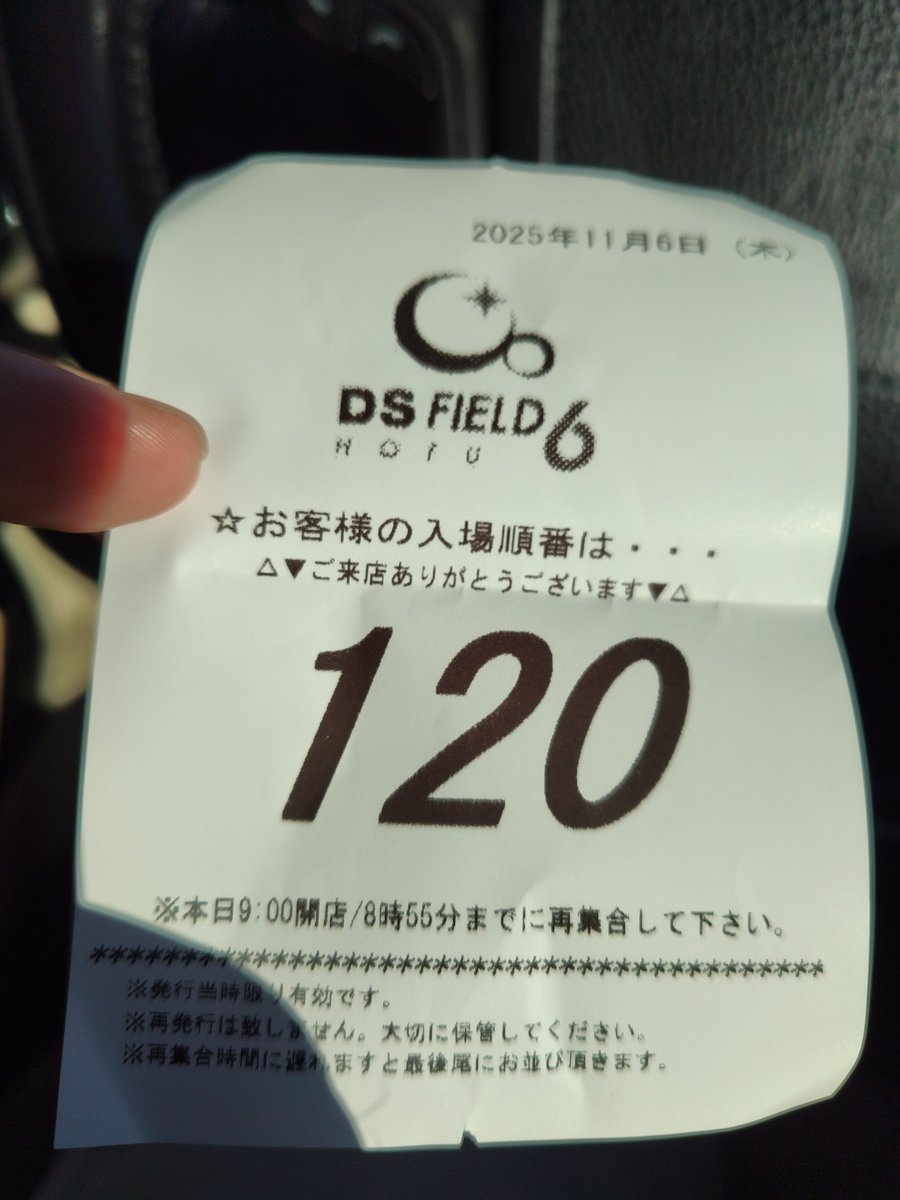 2025年11月6日 (木)
DS FIELD 6
HOTU
☆お客様の入場順番は・・・
△▼ご来店ありがとうございます▼△
120
※本日9:00開店/8時55分までに再集合して下さい。
****************************************
※発行当時限り有効です。
※再発行は致しません。大切に保管してください。
※再集合時間に遅れますと最後尾にお並び頂きます。